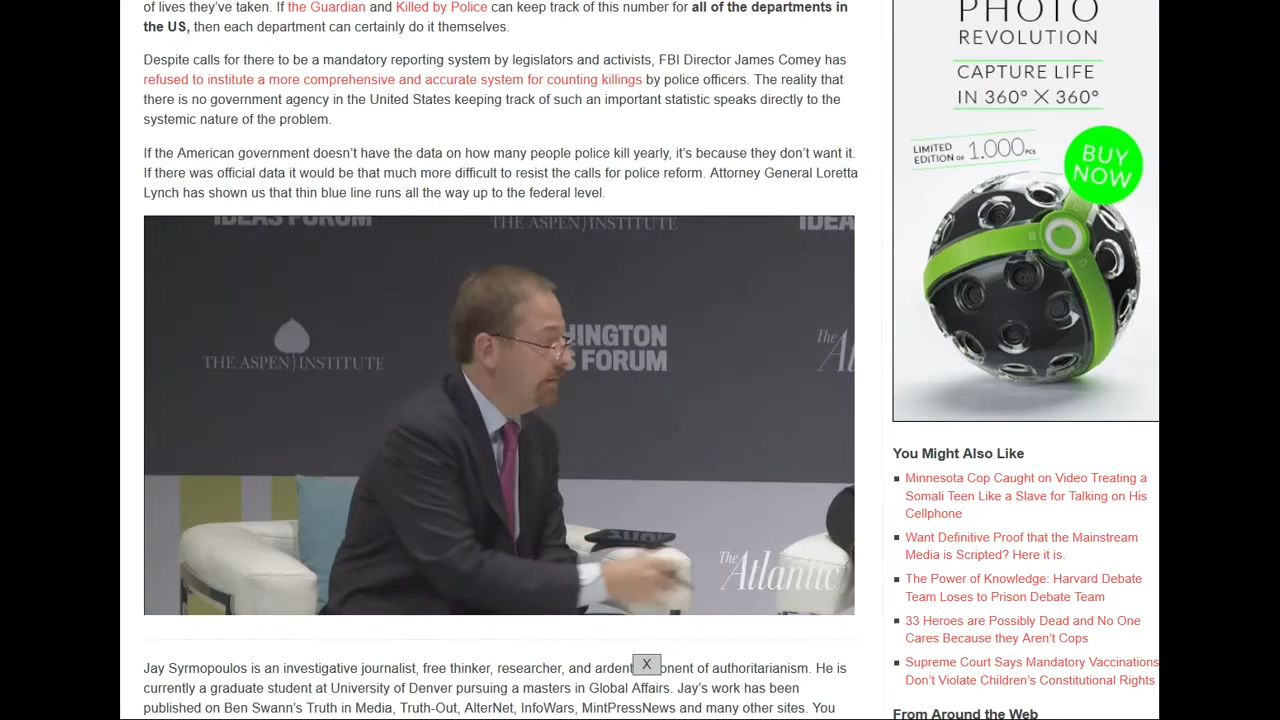 of lives they’ve taken. If the Guardian and Killed by Police can keep track of this number for all of the departments in
the US, then each department can certainly do it themselves.
Despite calls for there to be a mandatory reporting system by legislators and activists, FBI Director James Comey has
refused to institute a more comprehensive and accurate system for counting killings by police officers. The reality that
there is no government agency in the United States keeping track of such an important statistic speaks directly to the
systemic nature of the problem.
If the American government doesn’t have the data on how many people police kill yearly, it’s because they don’t want it.
If there was official data it would be that much more difficult to resist the calls for police reform. Attorney General Loretta
Lynch has shown us that thin blue line runs all the way up to the federal level.
IDEAS FORUM
THE ASPEN INSTITUTE
IDEA
THE ASPEN INSTITUTE
HINGTON
S FORUM
The
A
The
Atlantic
Jay Syrmopoulos is an investigative journalist, free thinker, researcher, and ardent onent of authoritarianism. He is
X
currently a graduate student at University of Denver pursuing a masters in Global Affairs. Jay’s work has been
published on Ben Swann’s Truth in Media, Truth-Out, AlterNet, InfoWars, MintPressNews and many other sites. You
PHOTO
REVOLUTION
CAPTURE LIFE
IN 360° X 360°
LIMITED
EDITION OF 1.000 PCS
BUY
NOW
You Might Also Like
Minnesota Cop Caught on Video Treating a
Somali Teen Like a Slave for Talking on His
Cellphone
Want Definitive Proof that the Mainstream
Media is Scripted? Here it is.
The Power of Knowledge: Harvard Debate
Team Loses to Prison Debate Team
33 Heroes are Possibly Dead and No One
Cares Because they Aren’t Cops
Supreme Court Says Mandatory Vaccinations
Don’t Violate Children’s Constitutional Rights
From Around the Web